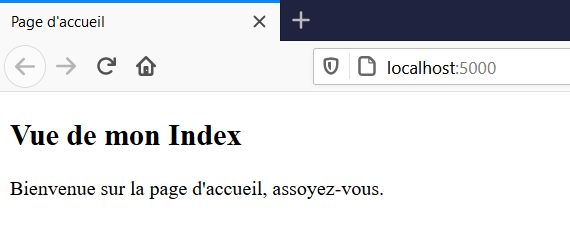 Page d'accueil
localhost:5000
Vue de mon Index
Bienvenue sur la page d'accueil, assoyez-vous.